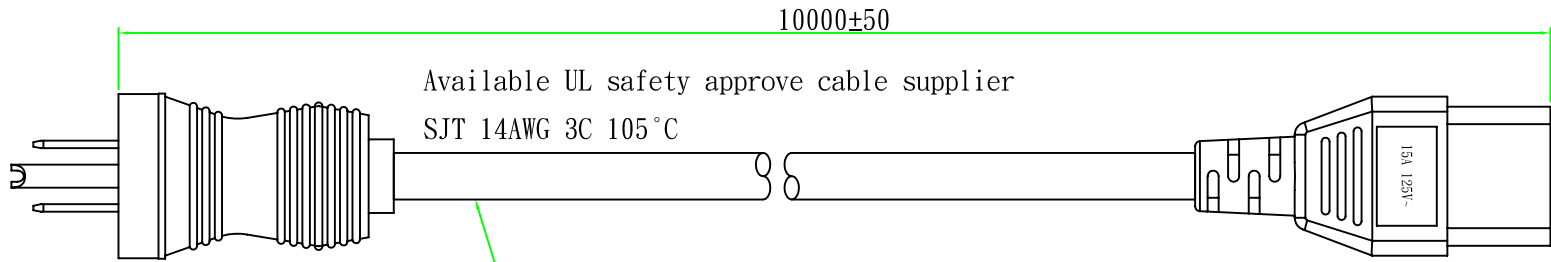 10000±50
Available UL safety approve cable supplier
SJT 14AWG 3C 105°C
15A 125V~